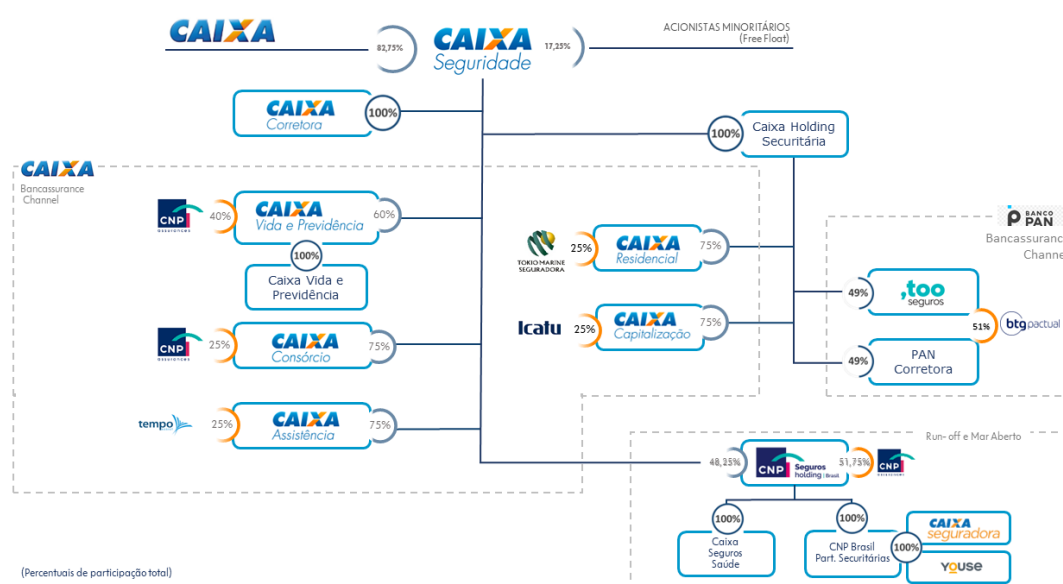 CAIXA
82,75%
CAIXA
Seguridade
17,25%
ACIONISTAS MINORITÁRIOS
(Free Float)
CAIXA
Corretora
100%
100%
Caixa Holding
Securitária
CAIXA
Bancassurance
Channel
CNP
assurances
40%
CAIXA
Vida e Previdência
60%
100%
Caixa Vida e
Previdência
TOKIO MARINE
SEGURADORA
25%
CAIXA
Residencial
75%
BANCO
PAN
Bancassurance
Channel
49%
,too
seguros
51%
btgpactual
CNP
assurances
25%
CAIXA
Consórcio
75%
Icatu
25%
CAIXA
Capitalização
75%
49%
PAN
Corretora
tempo
25%
CAIXA
Assistência
75%
Run- off e Mar Aberto
48,25%
CNP
Seguros
holding | Brasil
51,75%
CNP
assurances
100%
Caixa
Seguros
Saúde
100%
CNP Brasil
Part. Securitárias
100%
CAIXA
seguradora
YOUSE
(Percentuais de participação total)